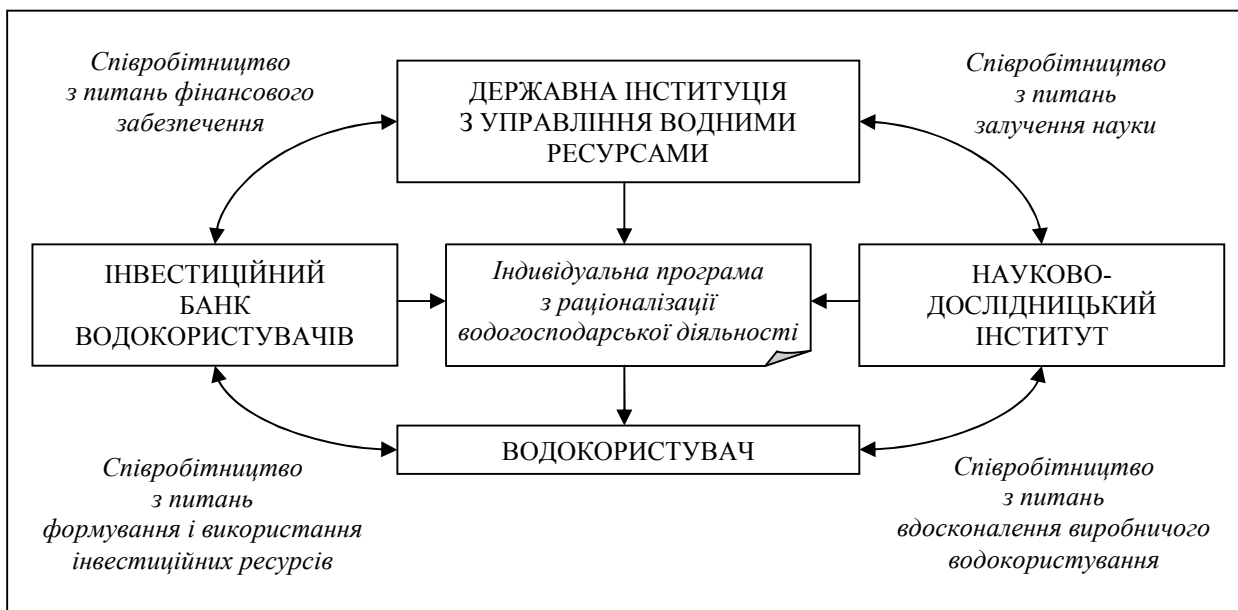 Співробітництво
з питань фінансового
забезпечення
ДЕРЖАВНА ІНСТИТУЦІЯ
З УПРАВЛІННЯ ВОДНИМИ
РЕСУРСАМИ
Співробітництво
з питань
залучення науки
ІНВЕСТИЦІЙНИЙ
БАНК
ВОДОКОРИСТУВАЧІВ
Індивідуальна програма
з раціоналізації
водогосподарської діяльності
НАУКОВО-
ДОСЛІДНИЦЬКИЙ
ІНСТИТУТ
ВОДОКОРИСТУВАЧ
Співробітництво
з питань
формування і використання
інвестиційних ресурсів
Співробітництво
з питань
вдосконалення виробничого
водокористування